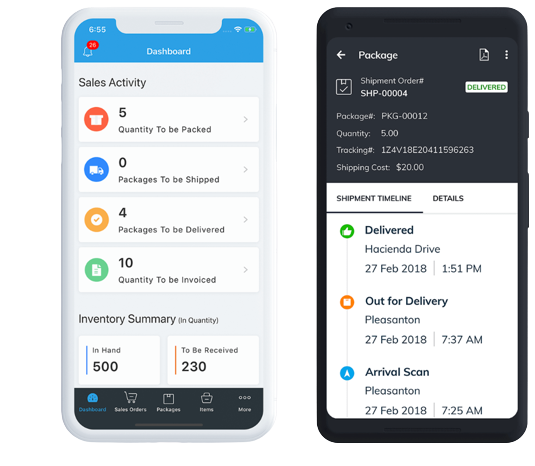 6:55
26
Dashboard
Sales Activity
5
Quantity To be Packed
0
Packages To be Shipped
4
Packages To be Delivered
10
Quantity To be Invoiced
Inventory Summary (In Quantity)
In Hand
500
To Be Received
230
Dashboard Sales Orders Packages Items More
Package
Shipment Order#
SHP-00004
DELIVERED
Package#: PKG-00012
Quantity: 5.00
Tracking#: 1Z4V18E20411596263
Shipping Cost: $20.00
SHIPMENT TIMELINE DETAILS
Delivered
Hacienda Drive
27 Feb 2018 1:51 PM
Out for Delivery
Pleasanton
27 Feb 2018 7:37 AM
Arrival Scan
Pleasanton
27 Feb 2018 7:25 AM